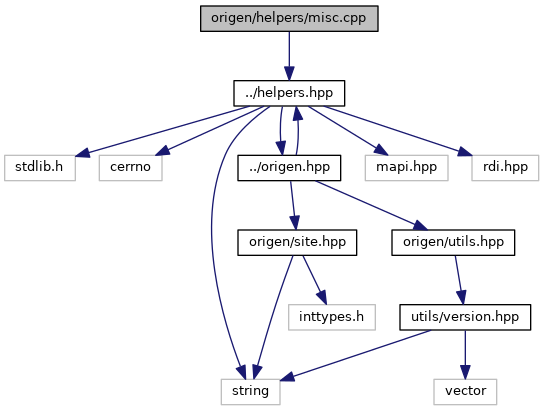 origen/helpers/misc.cpp
../helpers.hpp
stdlib.h
cerrno
../origen.hpp
mapi.hpp
rdi.hpp
origen/site.hpp
origen/utils.hpp
inttypes.h
utils/version.hpp
string
vector